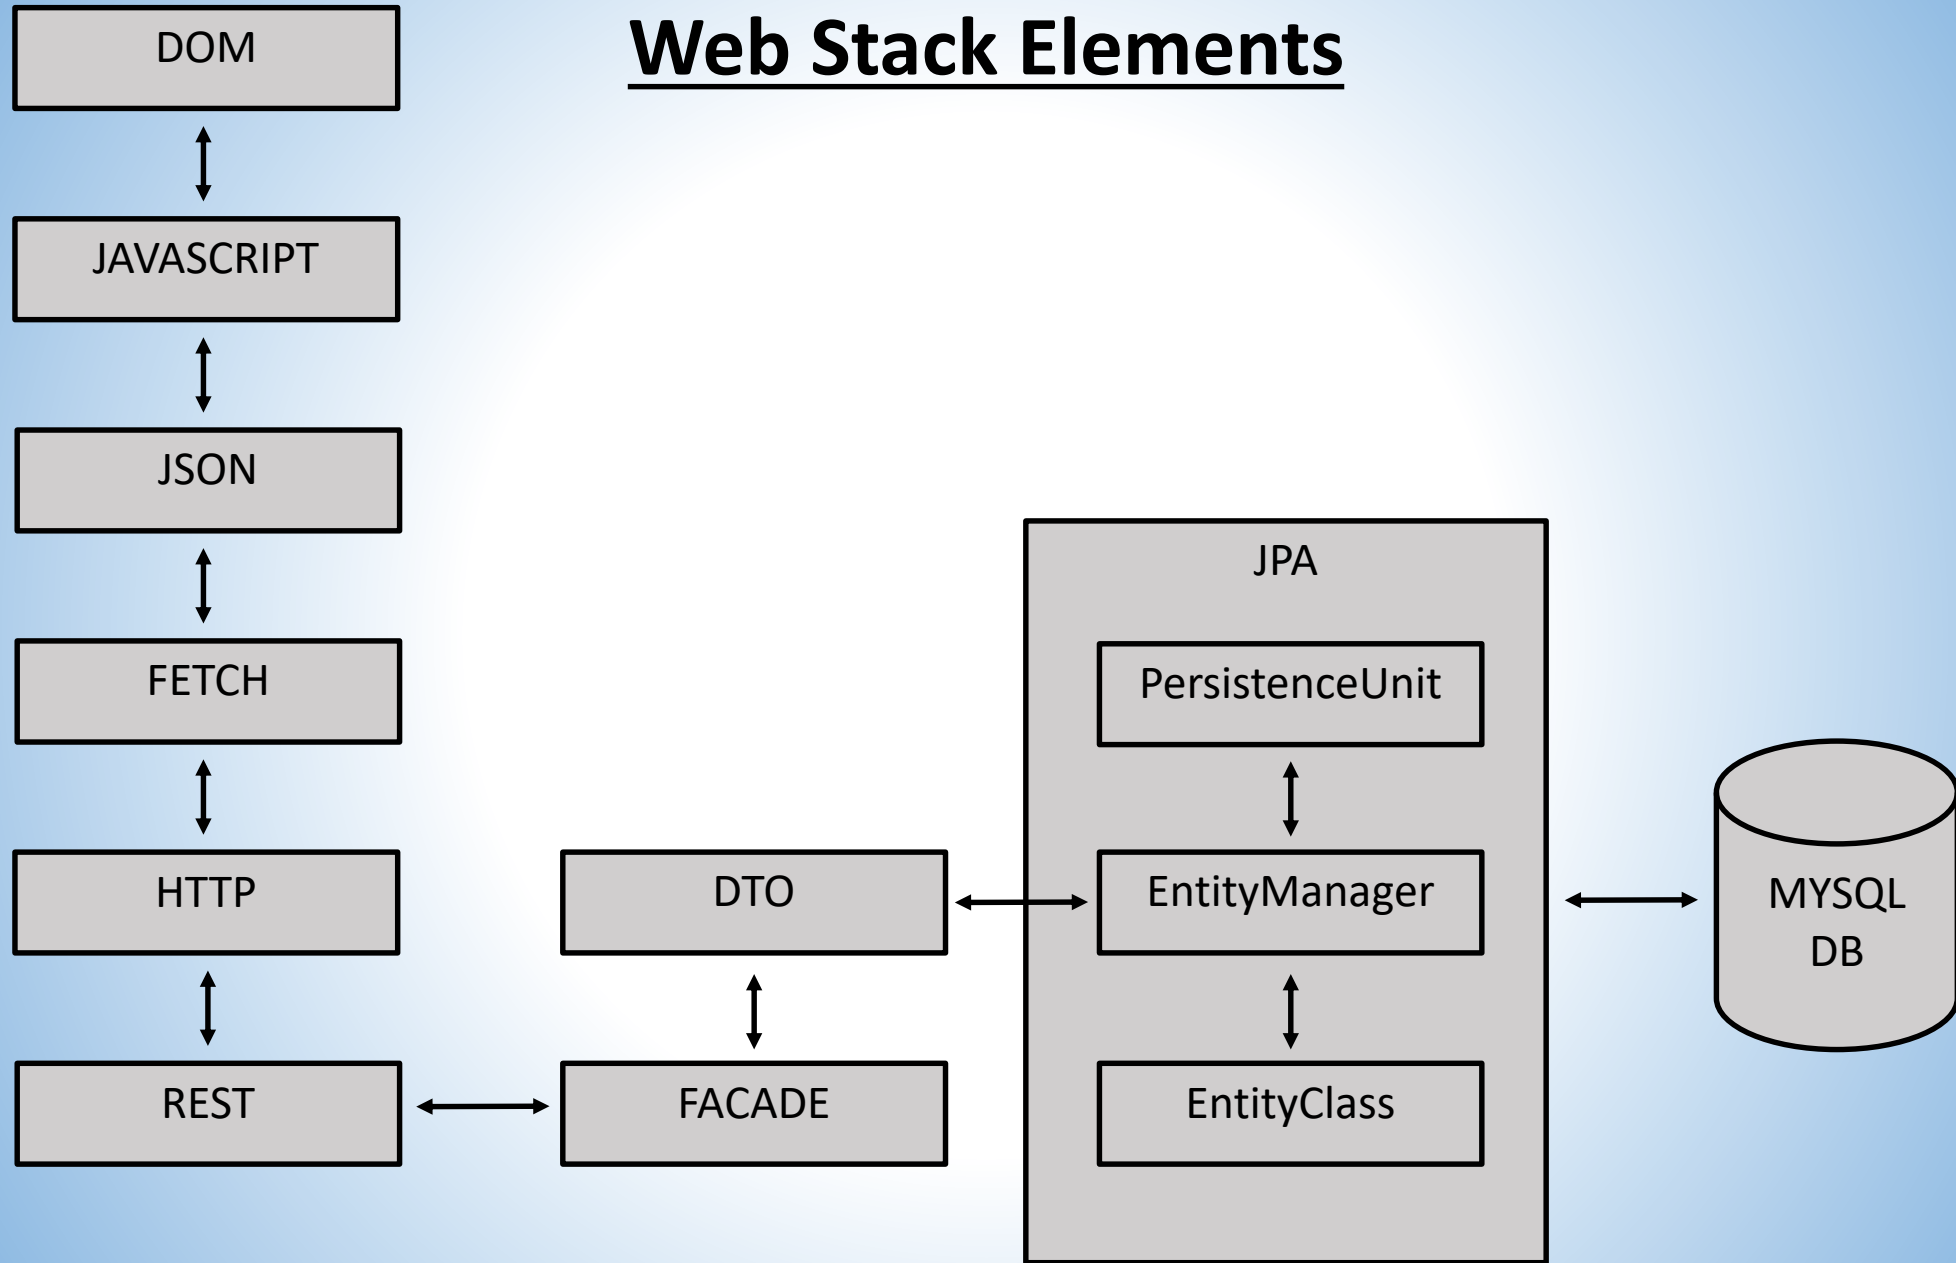 Web Stack Elements
DOM
JAVASCRIPT
JSON
FETCH
HTTP
REST
DTO
FACADE
JPA
PersistenceUnit
EntityManager
EntityClass
MYSQL
DB